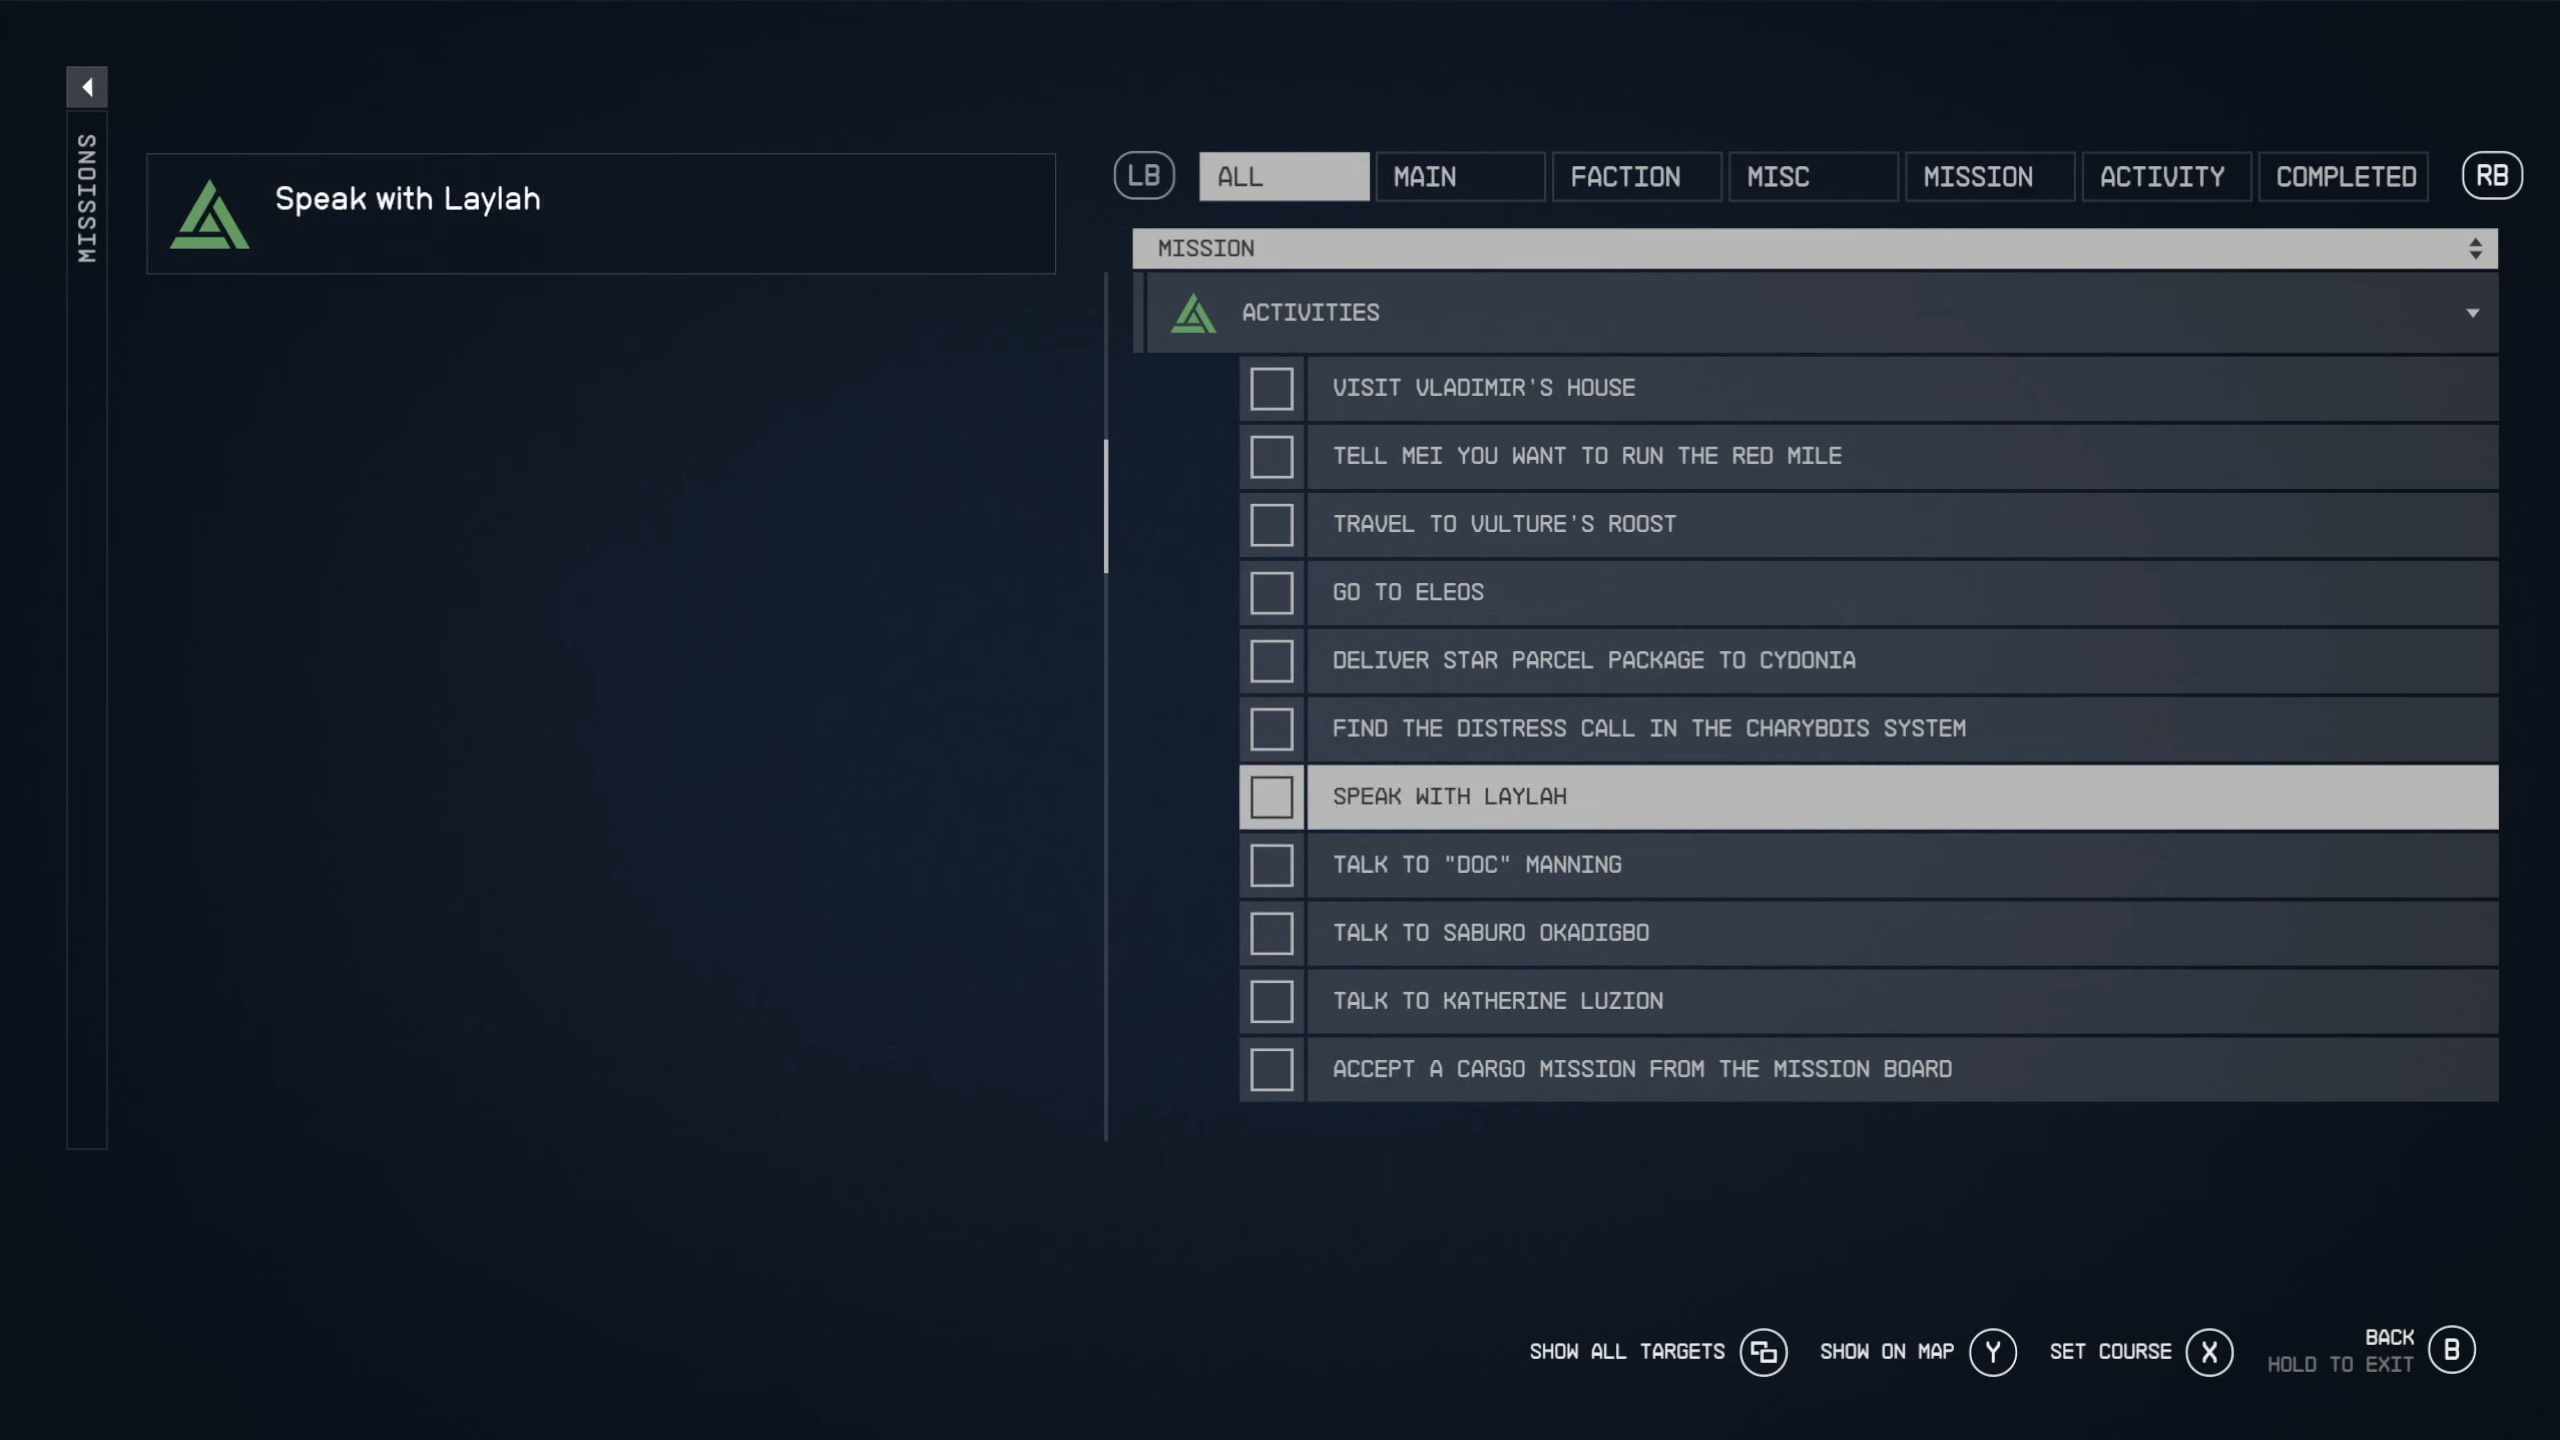 MISSIONS
Speak with Laylah
LB
ALL
MAIN
FACTION
MISC
MISSION
ACTIVITY
COMPLETED
RB
MISSION
ACTIVITIES
VISIT VLADIMIR'S HOUSE
TELL MEI YOU WANT TO RUN THE RED MILE
TRAVEL TO VULTURE'S ROOST
GO TO ELEOS
DELIVER STAR PARCEL PACKAGE TO CYDONIA
FIND THE DISTRESS CALL IN THE CHARYBDIS SYSTEM
SPEAK WITH LAYLAH
TALK TO "DOC" MANNING
TALK TO SABURO OKADIGBO
TALK TO KATHERINE LUZION
ACCEPT A CARGO MISSION FROM THE MISSION BOARD
SHOW ALL TARGETS
SHOW ON MAP Y
SET COURSE X
BACK B
HOLD TO EXIT